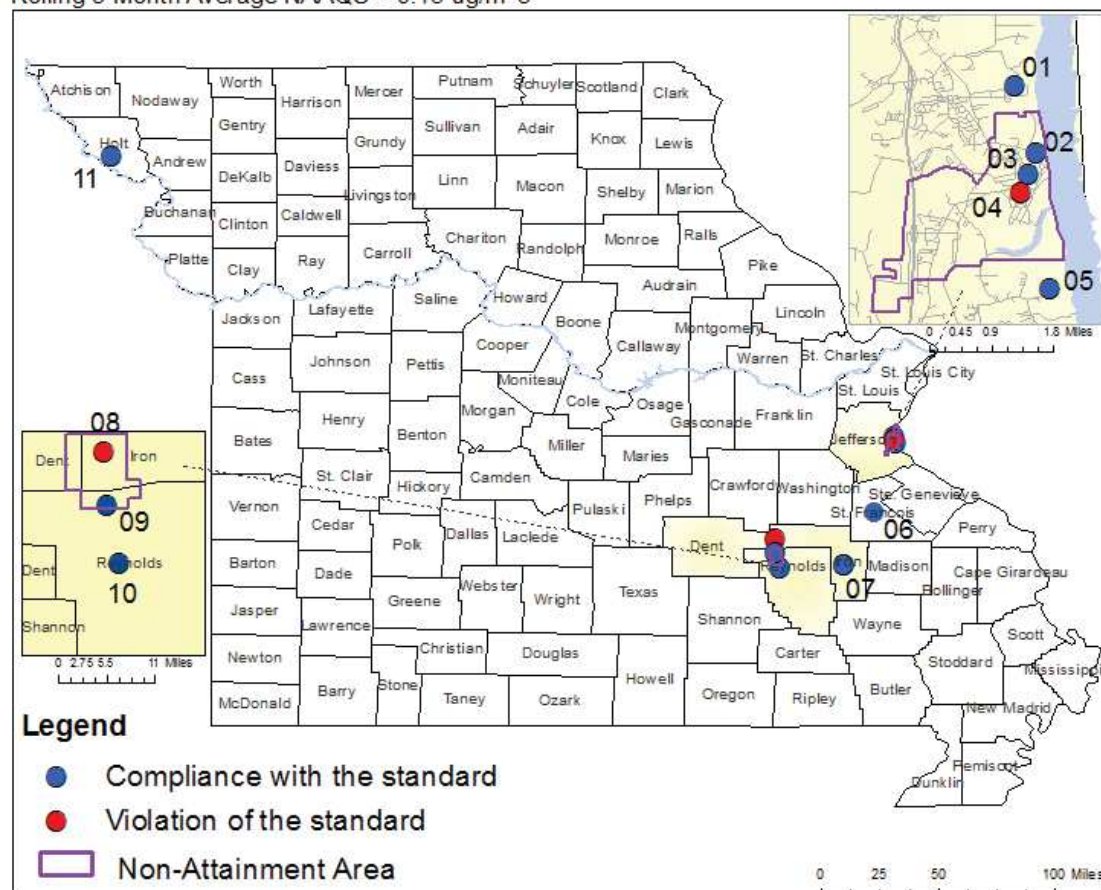 Atchison
Nodaway
Worth
Harrison
Mercer
Putnam
Schuyler
Scotland
Clark
Holt
Gentry
Grundy
Sullivan
Adair
Knox
Lewis
Andrew
DeKalb
Daviess
Livingston
Linn
Macon
Shelby
Marion
11
Buchanan
Clinton
Caldwell
Chariton
Randolph
Monroe
Ralls
Platte
Clay
Ray
Carroll
Pike
Audrain
Jackson
Lafayette
Saline
Howard
Boone
Montgomery
Lincoln
Cass
Johnson
Pettis
Cooper
Moniteau
Callaway
Warren
St. Charles
St. Louis City
St. Louis
Bates
Henry
Benton
Morgan
Cole
Miller
Osage
Maries
Gasconade
Franklin
Jefferson
Vernon
St. Clair
Hickory
Camden
Pulaski
Phelps
Crawford
Washington
Ste. Genevieve
St. Francois
06
Perry
Barton
Cedar
Dade
Polk
Dallas
Laclede
Dent
Reynolds
Iron
07
Madison
Bollinger
Cape Girardeau
Jasper
Lawrence
Greene
Webster
Wright
Texas
Shannon
Wayne
Scott
Newton
Christian
Douglas
Carter
Stoddard
Mississippi
McDonald
Barry
Stone
Taney
Ozark
Howell
Oregon
Ripley
Butler
New Madrid
Pemiscot
Dunklin
01
02
03
04
05
0 0.45 0.9 1.8 Miles
08
Dent
Iron
09
Reynolds
10
Dent
Shannon
0 2.75 5.5 11 Miles
Legend
Compliance with the standard
Violation of the standard
Non-Attainment Area
0 25 50 100 Miles